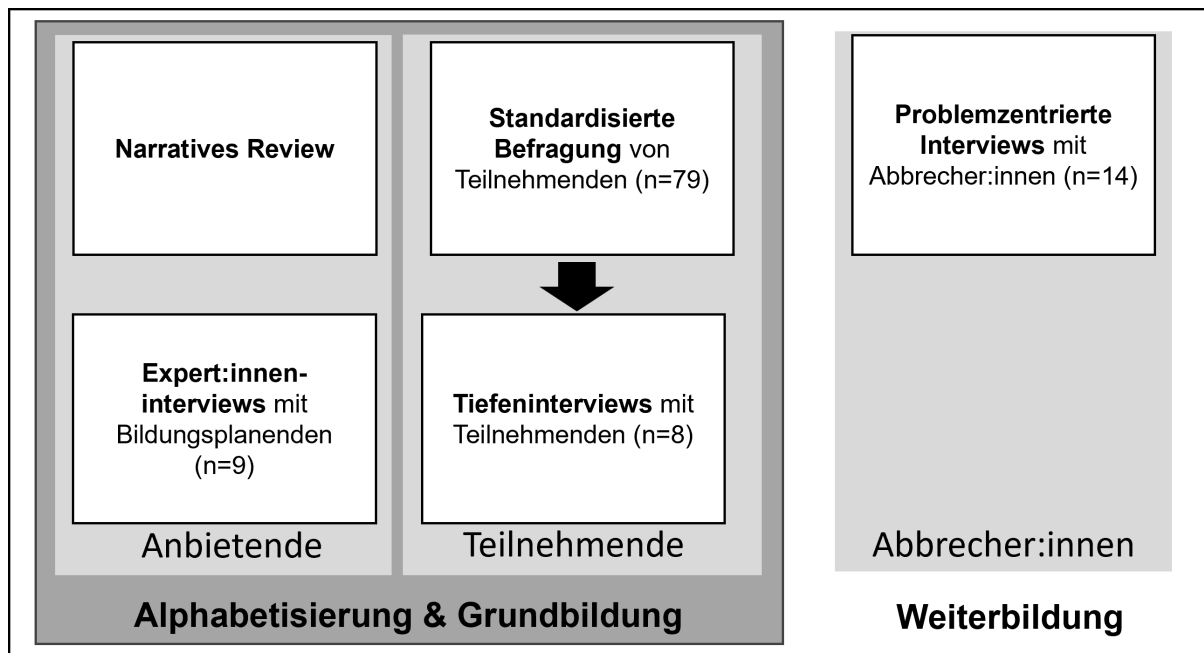 Narratives Review
Expert:innen-
interviews mit
Bildungsplanenden
(n=9)
Anbietende
Standardisierte
Befragung von
Teilnehmenden (n=79)
Tiefeninterviews mit
Teilnehmenden (n=8)
Teilnehmende
Alphabetisierung & Grundbildung
Problemzentrierte
Interviews mit
Abbrecher:innen (n=14)
Abbrecher:innen
Weiterbildung